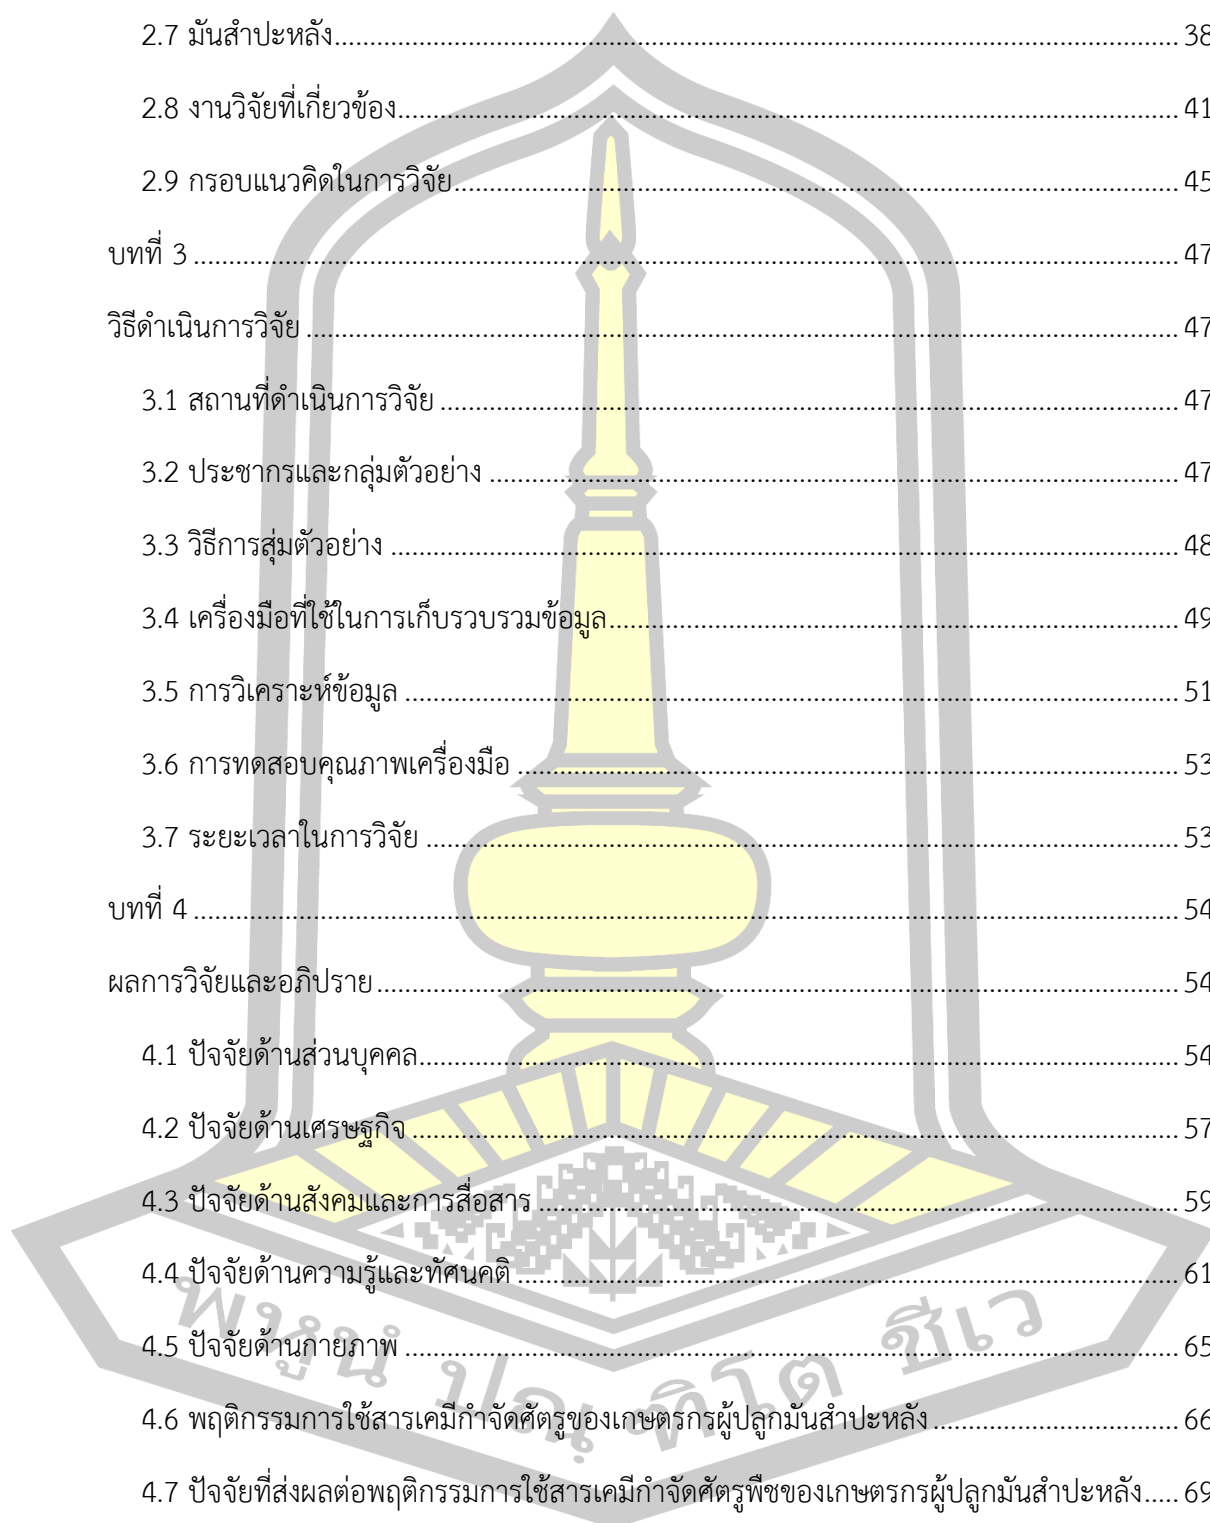 2.7 มันสำปะหลัง........................................................................................................ 38
2.8 งานวิจัยที่เกี่ยวข้อง................................................................................................ 41
2.9 กรอบแนวคิดในการวิจัย......................................................................................... 45
บทที่ 3 ......................................................................................................................... 47
วิธีดำเนินการวิจัย ........................................................................................................... 47
3.1 สถานที่ดำเนินการวิจัย ........................................................................................... 47
3.2 ประชากรและกลุ่มตัวอย่าง ..................................................................................... 47
3.3 วิธีการสุ่มตัวอย่าง ................................................................................................. 48
3.4 เครื่องมือที่ใช้ในการเก็บรวบรวมข้อมูล...................................................................... 49
3.5 การวิเคราะห์ข้อมูล ............................................................................................... 51
3.6 การทดสอบคุณภาพเครื่องมือ ................................................................................. 53
3.7 ระยะเวลาในการวิจัย ............................................................................................ 53
บทที่ 4 ......................................................................................................................... 54
ผลการวิจัยและอภิปราย................................................................................................... 54
4.1 ปัจจัยด้านส่วนบุคคล.............................................................................................. 54
4.2 ปัจจัยด้านเศรษฐกิจ ............................................................................................... 57
4.3 ปัจจัยด้านสังคมและการสื่อสาร ............................................................................... 59
4.4 ปัจจัยด้านความรู้และทัศนคติ .................................................................................. 61
4.5 ปัจจัยด้านกายภาพ ............................................................................................... 65
4.6 พฤติกรรมการใช้สารเคมีกำจัดศัตรูของเกษตรกรผู้ปลูกมันสำปะหลัง............................... 66
4.7 ปัจจัยที่ส่งผลต่อพฤติกรรมการใช้สารเคมีกำจัดศัตรูพืชของเกษตรกรผู้ปลูกมันสำปะหลัง..... 69
พหูนํ ปณฺฑิโต ชีเว